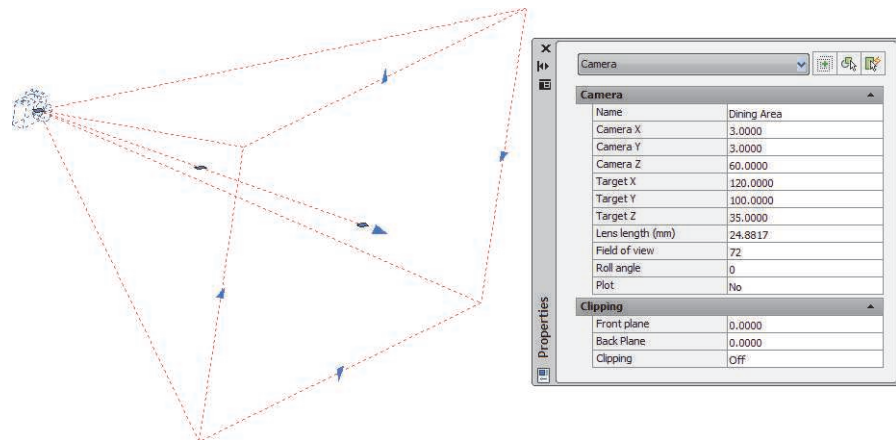 Camera
Camera
Name Dining Area
Camera X 3.0000
Camera Y 3.0000
Camera Z 60.0000
Target X 120.0000
Target Y 100.0000
Target Z 35.0000
Lens length (mm) 24.8817
Field of view 72
Roll angle 0
Plot No
Clipping
Front plane 0.0000
Back Plane 0.0000
Clipping Off
Properties